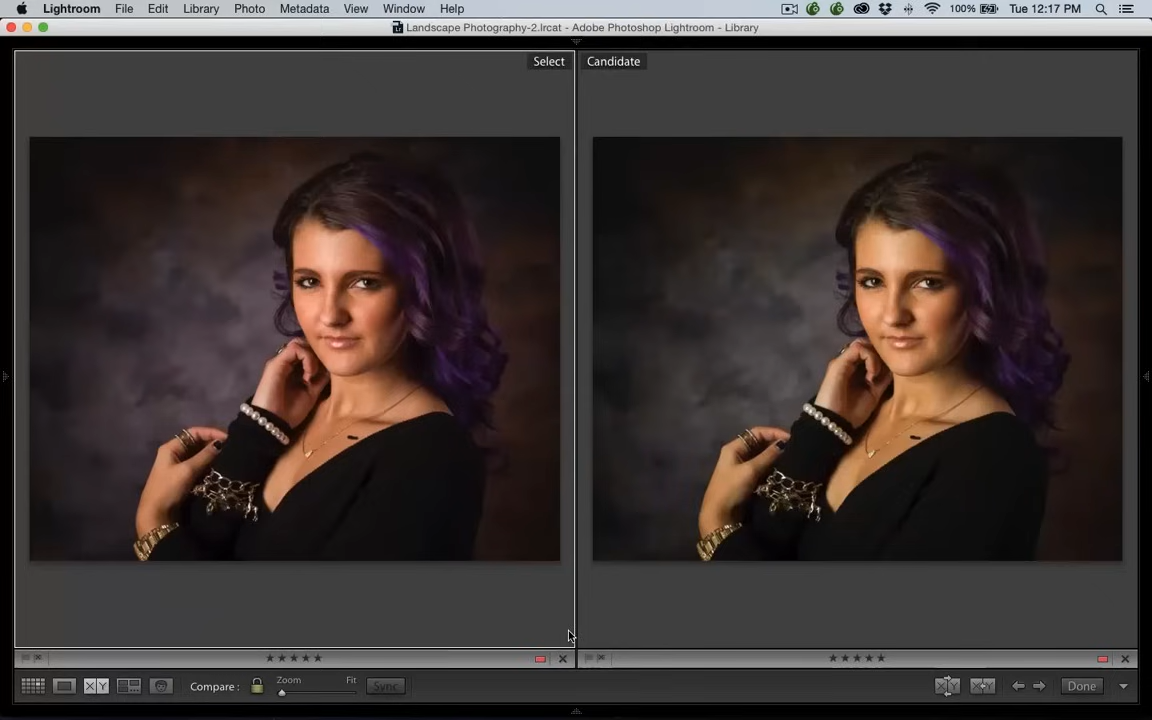 Lightroom File Edit Library Photo Metadata View Window Help 100% Tue 12:17 PM
Landscape Photography-2.lrcat - Adobe Photoshop Lightroom - Library
Select Candidate
X|Y Compare : Zoom Fit Sync Done